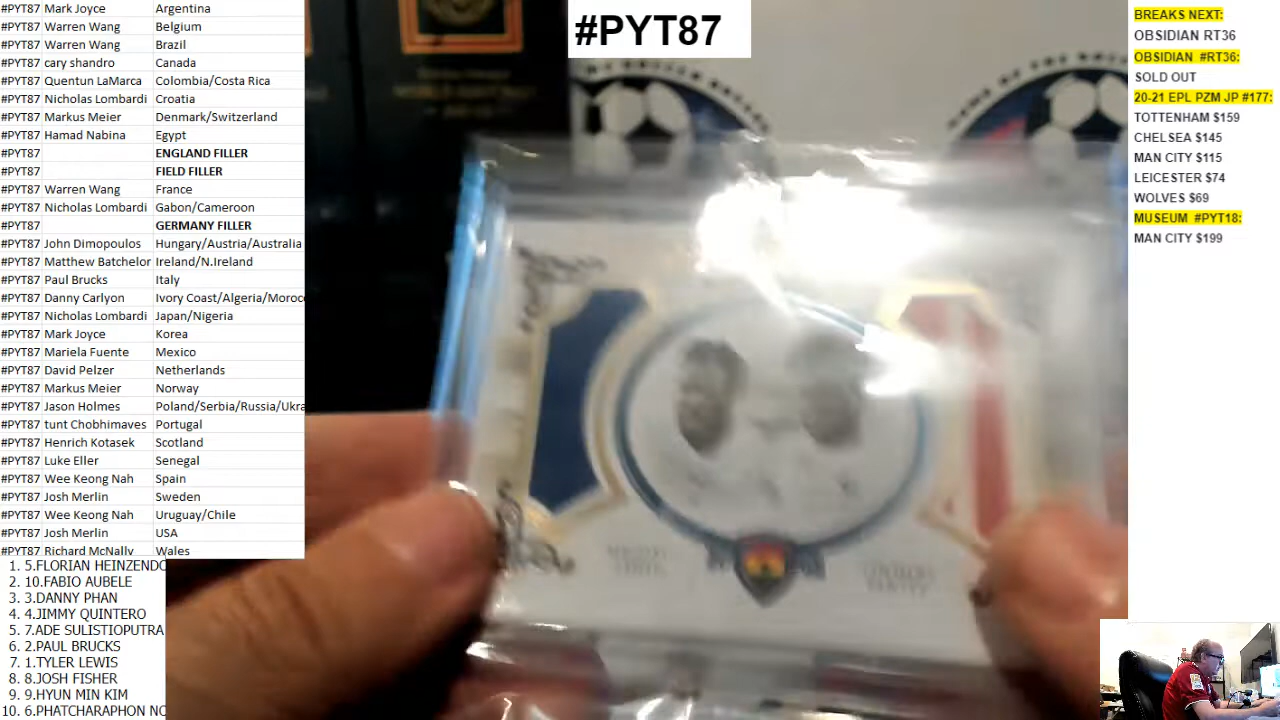 #PYT87 Mark Joyce Argentina
#PYT87 Warren Wang Belgium
#PYT87 Warren Wang Brazil
#PYT87 cary shandro Canada
#PYT87 Quentun LaMarca Colombia/Costa Rica
#PYT87 Nicholas Lombardi Croatia
#PYT87 Markus Meier Denmark/Switzerland
#PYT87 Hamad Nabina Egypt
#PYT87 ENGLAND FILLER
#PYT87 FIELD FILLER
#PYT87 Warren Wang France
#PYT87 Nicholas Lombardi Gabon/Cameroon
#PYT87 GERMANY FILLER
#PYT87 John Dimopoulos Hungary/Austria/Australia
#PYT87 Matthew Batchelor Ireland/N.Ireland
#PYT87 Paul Brucks Italy
#PYT87 Danny Carlyon Ivory Coast/Algeria/Moroc
#PYT87 Nicholas Lombardi Japan/Nigeria
#PYT87 Mark Joyce Korea
#PYT87 Mariela Fuente Mexico
#PYT87 David Pelzer Netherlands
#PYT87 Markus Meier Norway
#PYT87 Jason Holmes Poland/Serbia/Russia/Ukra
#PYT87 tunt Chobhimaves Portugal
#PYT87 Henrich Kotasek Scotland
#PYT87 Luke Eller Senegal
#PYT87 Wee Keong Nah Spain
#PYT87 Josh Merlin Sweden
#PYT87 Wee Keong Nah Uruguay/Chile
#PYT87 Josh Merlin USA
#PYT87 Richard McNally Wales
1. 5.FLORIAN HEINZENDO
2. 10.FABIO AUBELE
3. 3.DANNY PHAN
4. 4.JIMMY QUINTERO
5. 7.ADE SULISTIOPUTRA
6. 2.PAUL BRUCKS
7. 1.TYLER LEWIS
8. 8.JOSH FISHER
9. 9.HYUN MIN KIM
10. 6.PHATCHARAPHON NO
#PYT87
BREAKS NEXT:
OBSIDIAN RT36
OBSIDIAN #RT36:
SOLD OUT
20-21 EPL PZM JP #177:
TOTTENHAM $159
CHELSEA $145
MAN CITY $115
LEICESTER $74
WOLVES $69
MUSEUM #PYT18:
MAN CITY $199